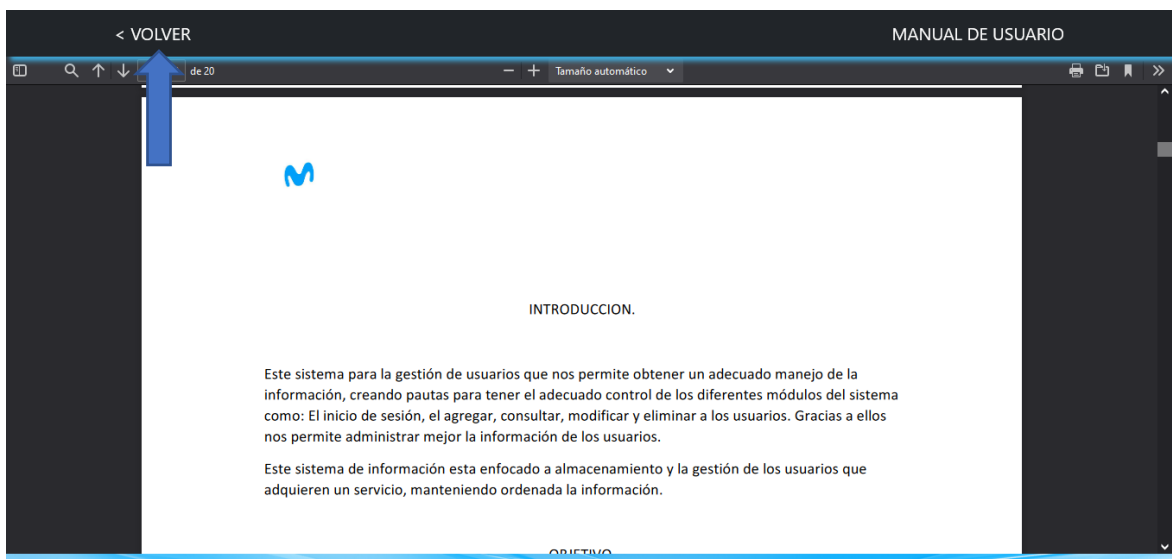 < VOLVER
MANUAL DE USUARIO
de 20
Tamaño automático
INTRODUCCION.
Este sistema para la gestión de usuarios que nos permite obtener un adecuado manejo de la
información, creando pautas para tener el adecuado control de los diferentes módulos del sistema
como: El inicio de sesión, el agregar, consultar, modificar y eliminar a los usuarios. Gracias a ellos
nos permite administrar mejor la información de los usuarios.
Este sistema de información esta enfocado a almacenamiento y la gestión de los usuarios que
adquieren un servicio, manteniendo ordenada la información.
OBJETIVO